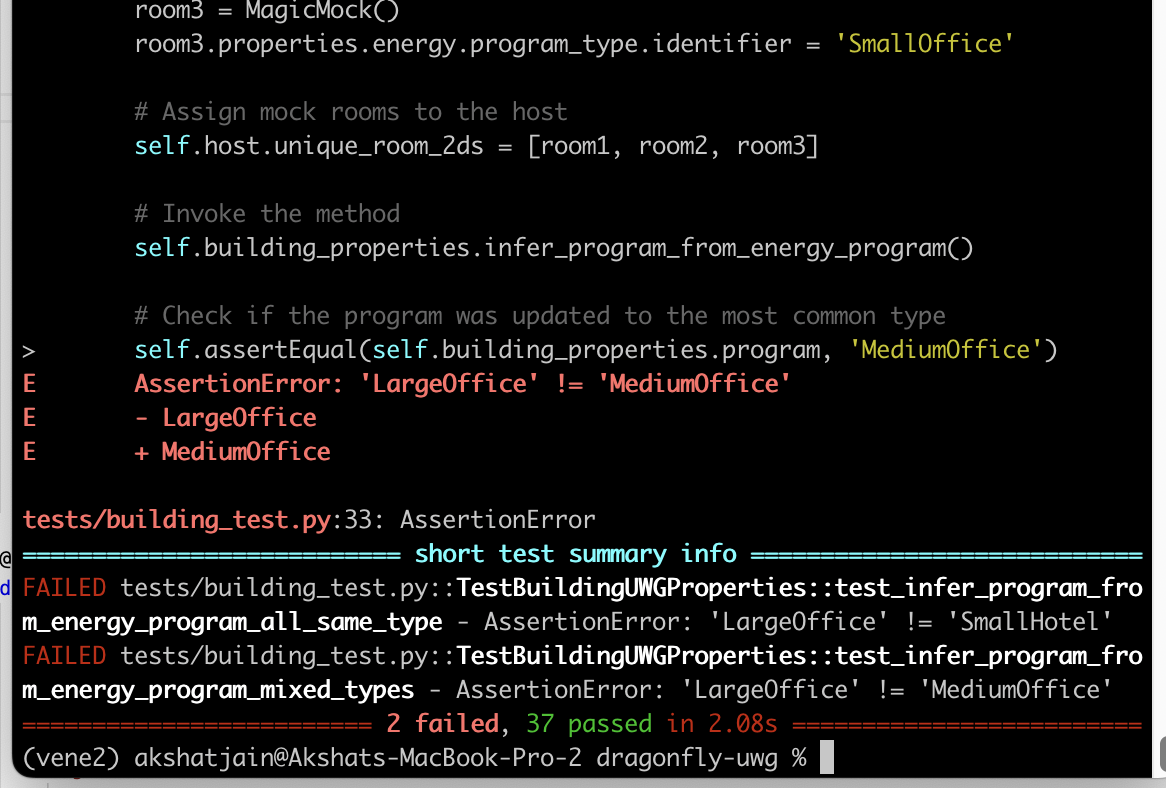 room3 = MagicMock()
room3.properties.energy.program_type.identifier = 'SmallOffice'
# Assign mock rooms to the host
self.host.unique_room_2ds = [room1, room2, room3]
# Invoke the method
self.building_properties.infer_program_from_energy_program()
# Check if the program was updated to the most common type
>       self.assertEqual(self.building_properties.program, 'MediumOffice')
E       AssertionError: 'LargeOffice' != 'MediumOffice'
E       - LargeOffice
E       + MediumOffice
tests/building_test.py:33: AssertionError
@
=========================== short test summary info ============================
d
FAILED tests/building_test.py::TestBuildingUWGProperties::test_infer_program_fro
m_energy_program_all_same_type - AssertionError: 'LargeOffice' != 'SmallHotel'
FAILED tests/building_test.py::TestBuildingUWGProperties::test_infer_program_fro
m_energy_program_mixed_types - AssertionError: 'LargeOffice' != 'MediumOffice'
========================= 2 failed, 37 passed in 2.08s =========================
(vene2) akshatjain@Akshats-MacBook-Pro-2 dragonfly-uwg %